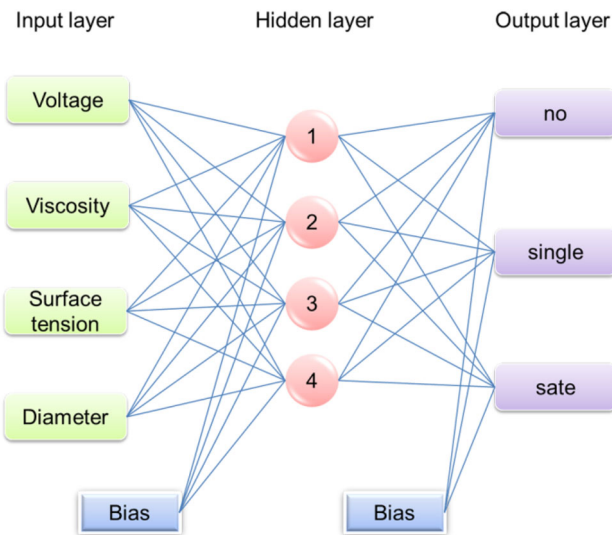 Input layer
Hidden layer
Output layer
Voltage
Viscosity
Surface
tension
Diameter
1
2
3
4
no
single
sate
Bias
Bias